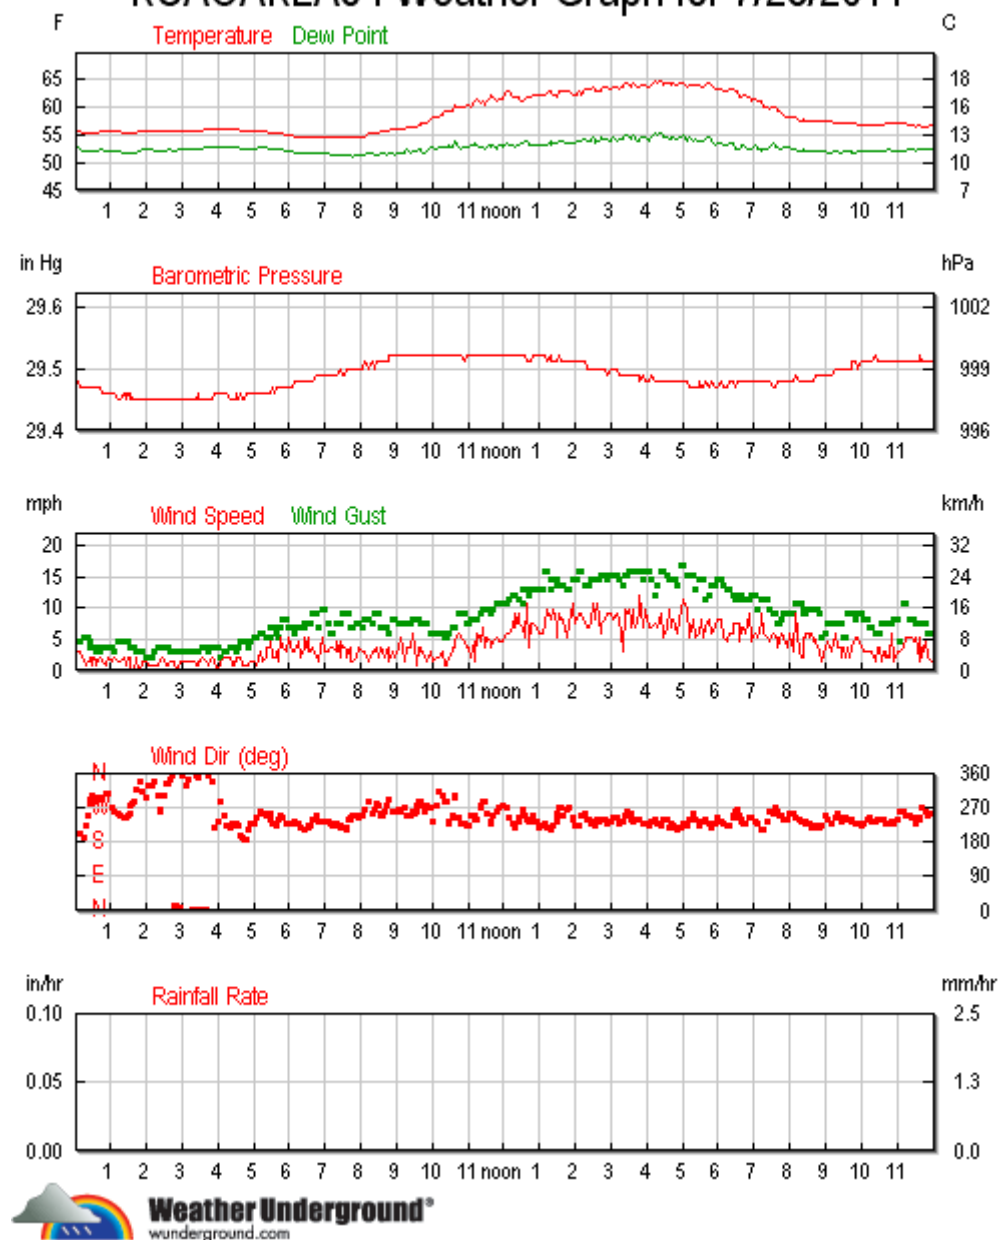 Weather Graph for
F Temperature Dew Point C
65 18
60 16
55 13
50 10
45 7
1 2 3 4 5 6 7 8 9 10 11 noon 1 2 3 4 5 6 7 8 9 10 11
in Hg Barometric Pressure hPa
29.6 1002
29.5 999
29.4 996
1 2 3 4 5 6 7 8 9 10 11 noon 1 2 3 4 5 6 7 8 9 10 11
mph Wind Speed Wind Gust km/h
20 32
15 24
10 16
5 8
0 0
1 2 3 4 5 6 7 8 9 10 11 noon 1 2 3 4 5 6 7 8 9 10 11
Wind Dir (deg)
N 360
W 270
S 180
E 90
N 0
1 2 3 4 5 6 7 8 9 10 11 noon 1 2 3 4 5 6 7 8 9 10 11
in/hr Rainfall Rate mm/hr
0.10 2.5
0.05 1.3
0.00 0.0
1 2 3 4 5 6 7 8 9 10 11 noon 1 2 3 4 5 6 7 8 9 10 11
Weather Underground®
wunderground.com